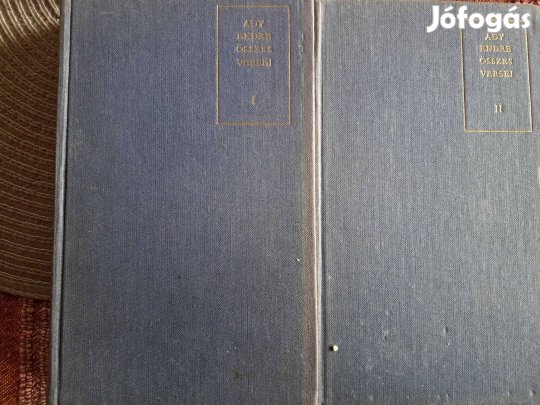 ADY
ENDRE
ÖSSZES
VERSEI
I
Jófogás
ADY
ENDRE
ÖSSZES
VERSEI
II